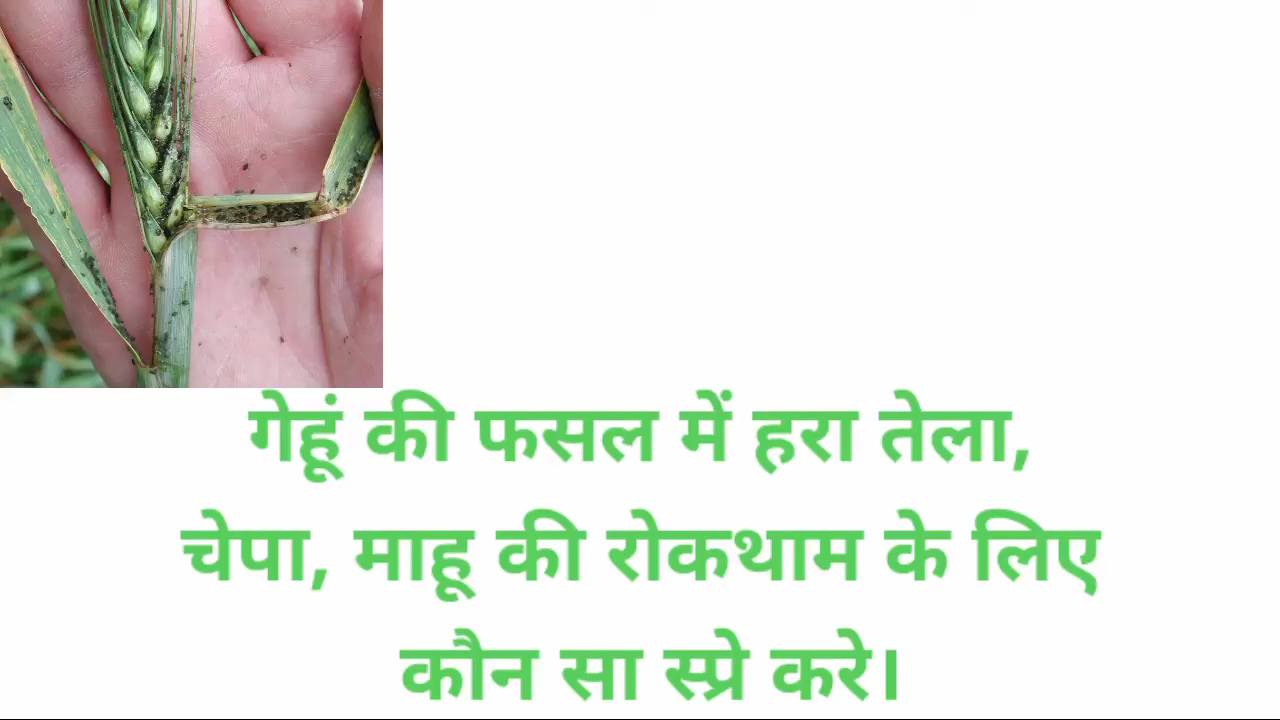 गेहूं की फसल में हरा तेला,
चेपा, माहू की रोकथाम के लिए
कौन सा स्प्रे करे।